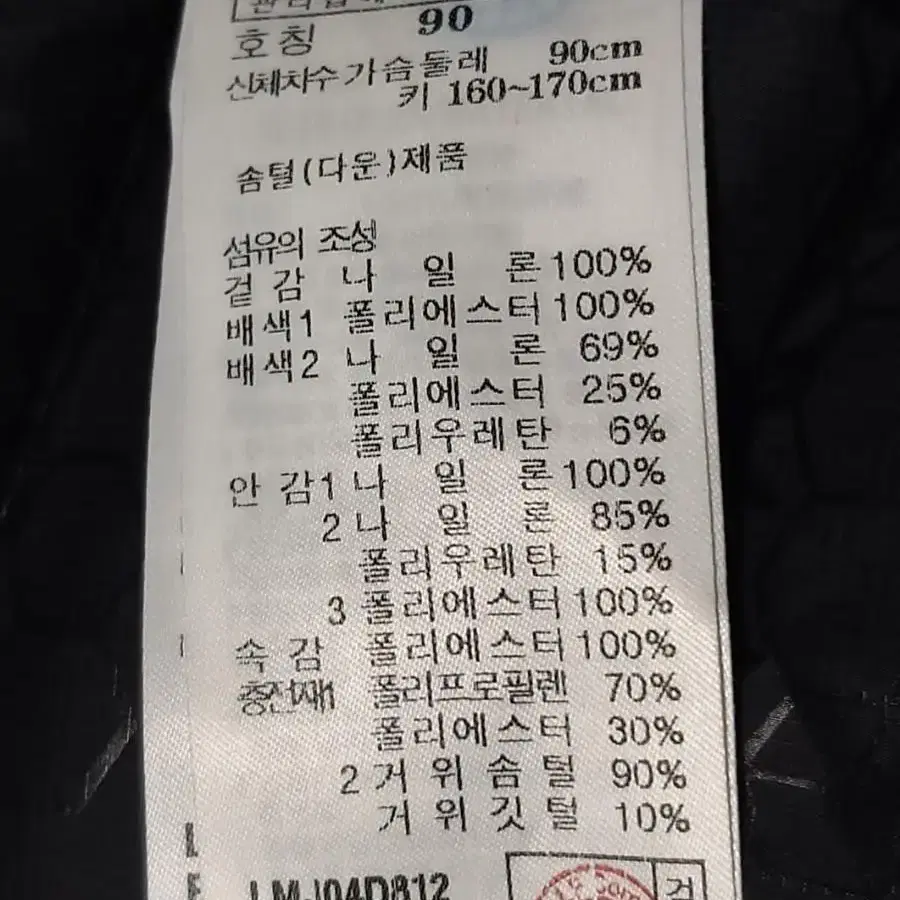 호칭 90
신체치수 가슴둘레 90cm
키 160~170cm
솜털(다운)제품
섬유의 조성
겉감 나일론 100%
배색1 폴리에스터 100%
배색2 나일론 69%
폴리에스터 25%
폴리우레탄 6%
안감1 나일론 100%
2 나일론 85%
폴리우레탄 15%
3 폴리에스터 100%
속감 폴리에스터 100%
충전재1 폴리프로필렌 70%
폴리에스터 30%
2 거위솜털 90%
거위깃털 10%
LMJ04D812